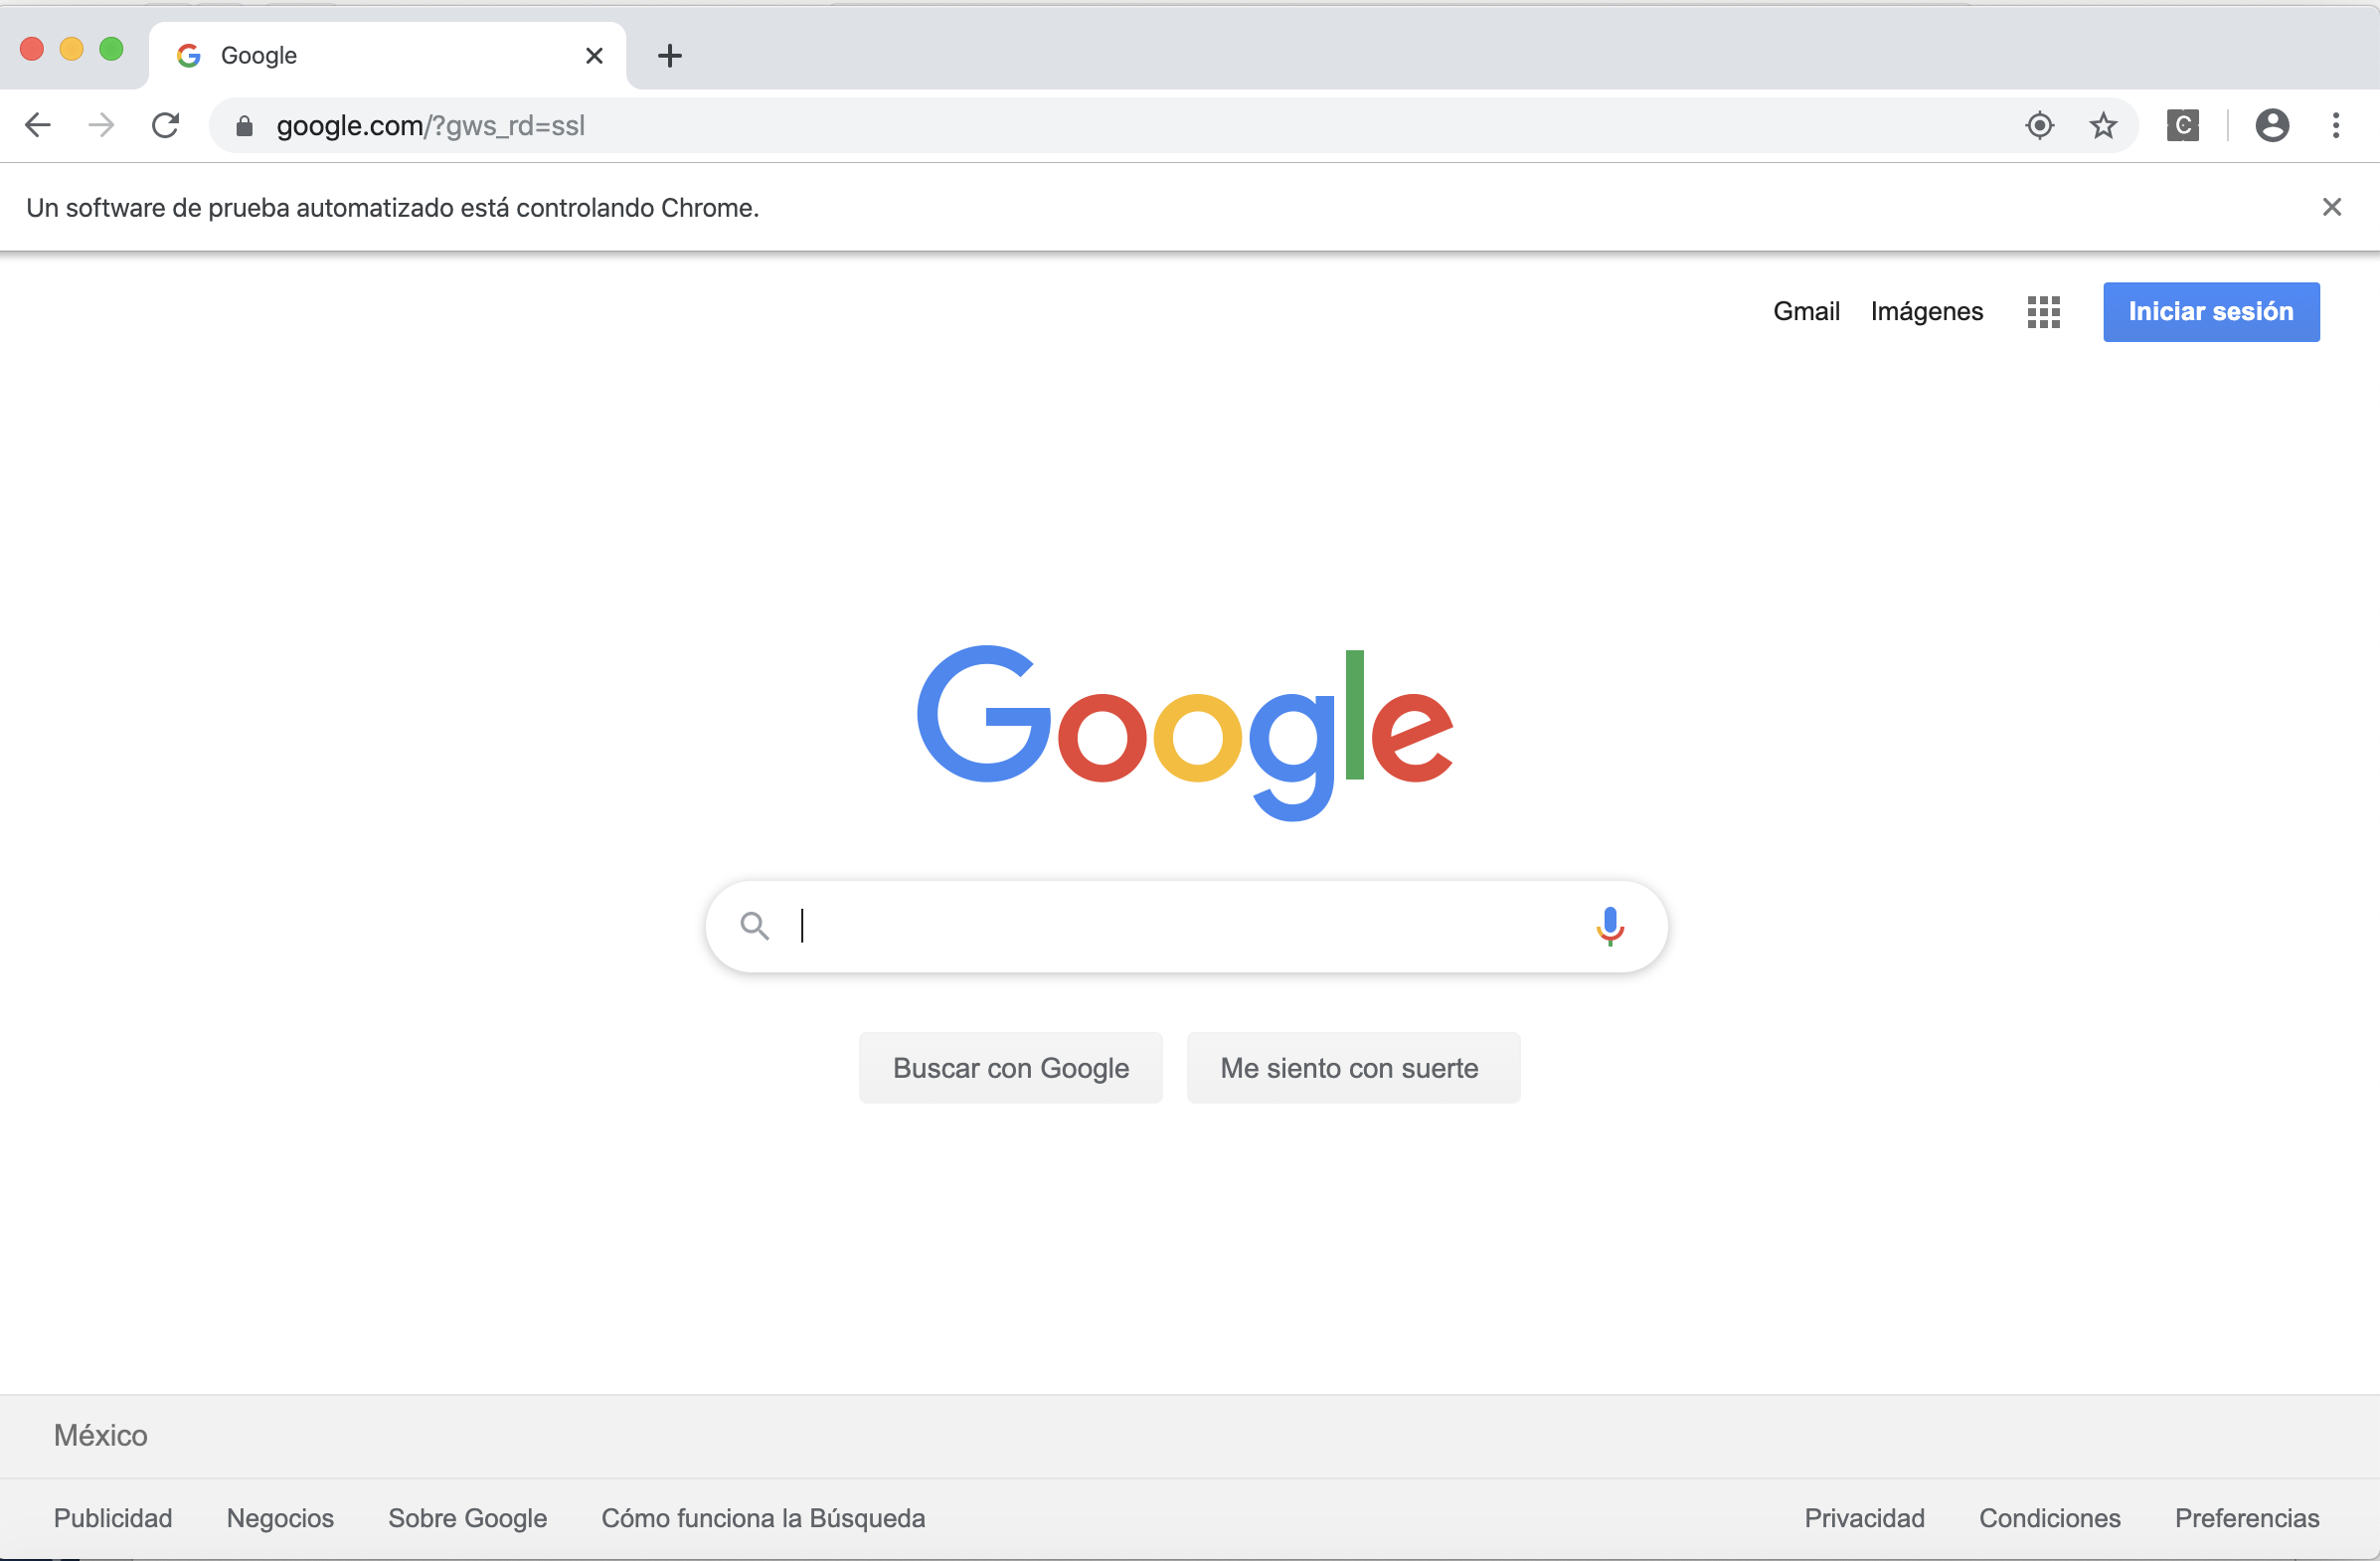 Google
google.com/?gws_rd=ssl
C
Un software de prueba automatizado está controlando Chrome.
Gmail Imágenes Iniciar sesión
Google
Buscar con Google Me siento con suerte
México
Publicidad Negocios Sobre Google Cómo funciona la Búsqueda Privacidad Condiciones Preferencias